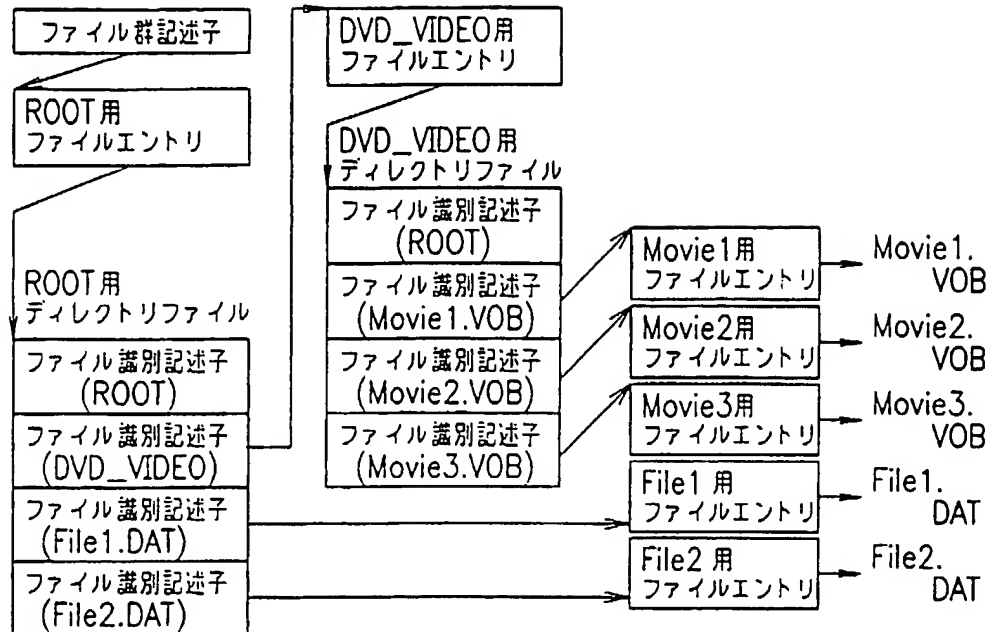 ファイル群記述子
ROOT用
ファイルエントリ
ROOT用
ディレクトリファイル
ファイル識別記述子
(ROOT)
ファイル識別記述子
(DVD_VIDEO)
ファイル識別記述子
(File1.DAT)
ファイル識別記述子
(File2.DAT)
DVD_VIDEO用
ファイルエントリ
DVD_VIDEO用
ディレクトリファイル
ファイル識別記述子
(ROOT)
ファイル識別記述子
(Movie1.VOB)
ファイル識別記述子
(Movie2.VOB)
ファイル識別記述子
(Movie3.VOB)
Movie1用
ファイルエントリ
Movie1.
VOB
Movie2用
ファイルエントリ
Movie2.
VOB
Movie3用
ファイルエントリ
Movie3.
VOB
File1用
ファイルエントリ
File1.
DAT
File2用
ファイルエントリ
File2.
DAT